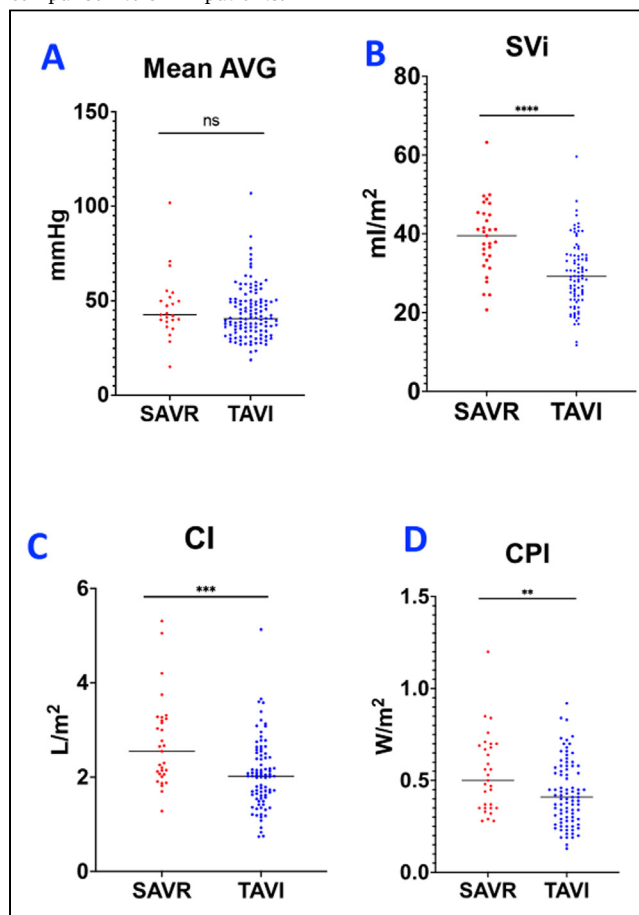 A
Mean AVG
ns
150
100
50
0
mmHg
SAVR TAVI
B
SVi
****
80
60
40
20
0
ml/m²
SAVR TAVI
C
CI
***
6
4
2
0
L/m²
SAVR TAVI
D
CPI
**
1.5
1.0
0.5
0.0
W/m²
SAVR TAVI